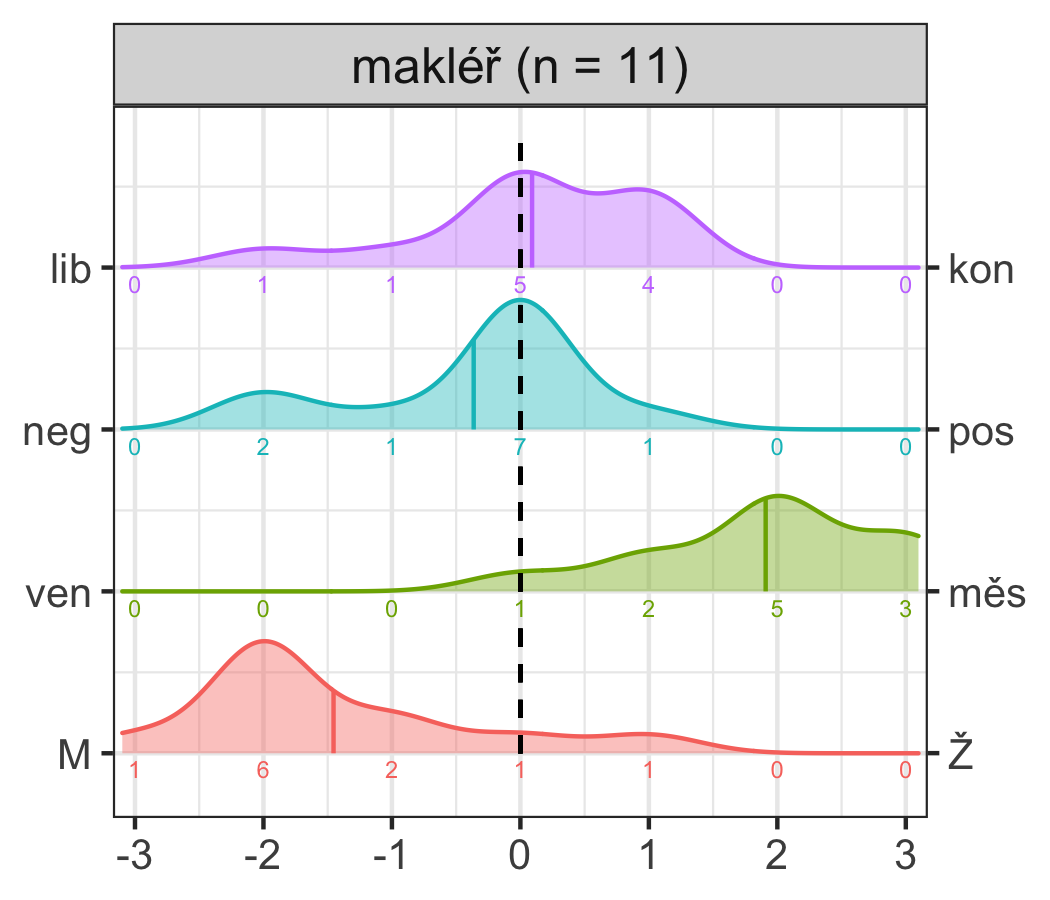 makléř (n = 11)
lib kon
0 1 1 5 4 0 0
neg pos
0 2 1 7 1 0 0
ven měs
0 0 0 1 2 5 3
M Ž
1 6 2 1 1 0 0
-3 -2 -1 0 1 2 3